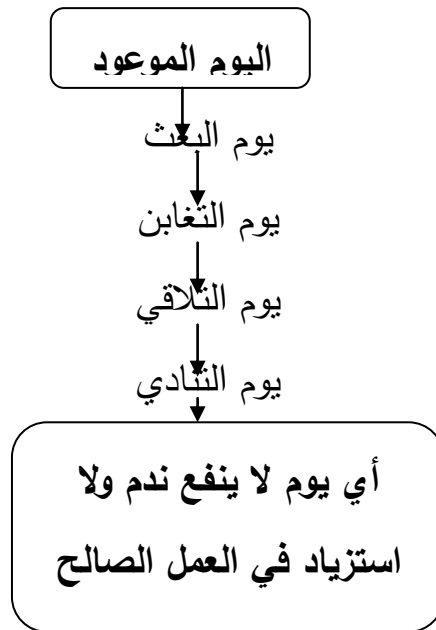 اليوم الموعود
يوم البعث
يوم التغابن
يوم التلاقي
يوم التنادي
أي يوم لا ينفع ندم ولا
استزياد في العمل الصالح